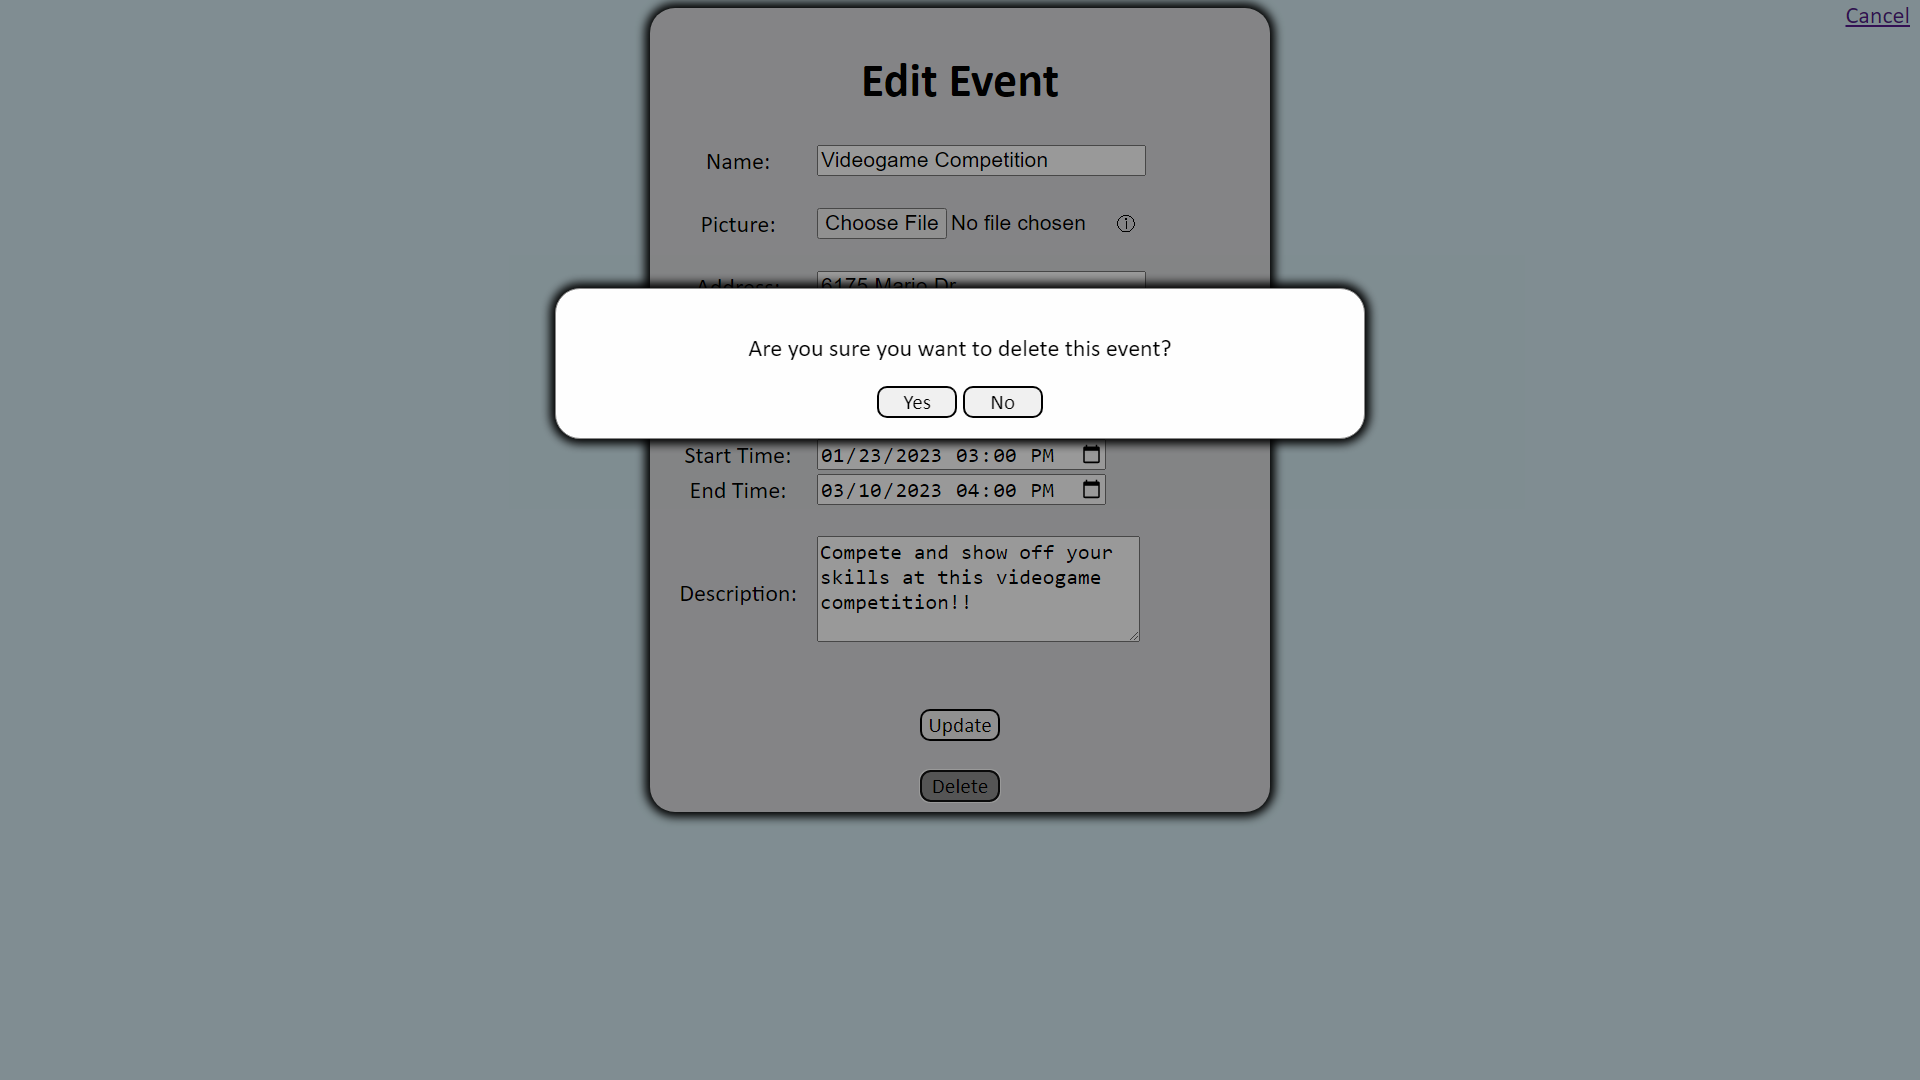 Cancel
Edit Event
Name: Videogame Competition
Picture: Choose File No file chosen ⓘ
Address: 6175 Mario Dr
Are you sure you want to delete this event?
Yes No
Start Time: 01/23/2023 03:00 PM
End Time: 03/10/2023 04:00 PM
Description: Compete and show off your
skills at this videogame
competition!!
Update
Delete